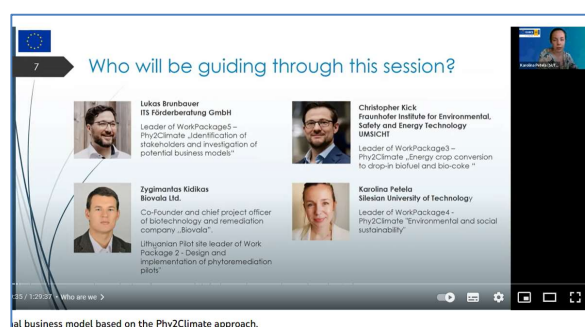 7
Who will be guiding through this session?
Lukas Brunbauer
ITS Förderberatung GmbH
Leader of WorkPackage5 –
Phy2Climate „Identification of
stakeholders and investigation of
potential business models“
Christopher Kick
Fraunhofer Institute for Environmental,
Safety and Energy Technology
UMSICHT
Leader of WorkPackage3 –
Phy2Climate „Energy crop conversion
to drop-in biofuel and bio-coke “
Zygimantas Kidikas
Biovala Ltd.
Co-Founder and chief project officer
of biotechnology and remediation
company „Biovala“.
Lithuanian Pilot site leader of Work
Package 2 - Design and
implementation of phytoremediation
pilots"
Karolina Petela
Silesian University of Technology
Leader of WorkPackage4 -
Phy2Climate "Environmental and social
sustainability"
:35 / 1:29:37 • Who are we >
al business model based on the Phy2Climate approach.